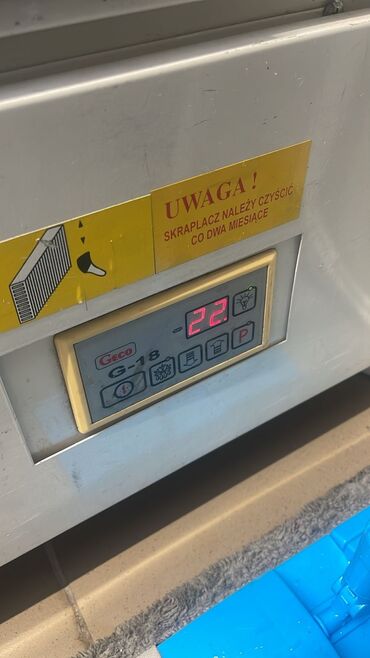 UWAGA !
SKRAPLACZ NALEŻY CZYŚCIĆ
CO DWA MIESIĄCE
GECO
G-18
-22.
P